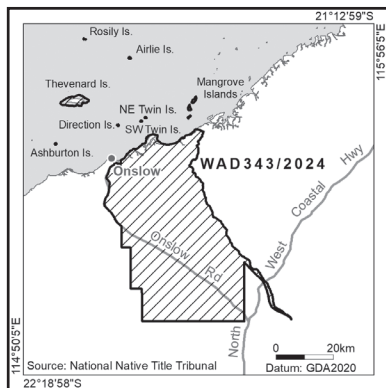 21°12'59"S
115°56'5"E
Rosily Is.
Airlie Is.
Thevenard Is.
Mangrove
Islands
NE Twin Is.
Direction Is.
SW Twin Is.
Ashburton Is.
Onslow
WAD343/2024
North West Coastal Hwy
Onslow Rd
0 20km
Source: National Native Title Tribunal
Datum: GDA2020
114°50'5"E
22°18'58"S